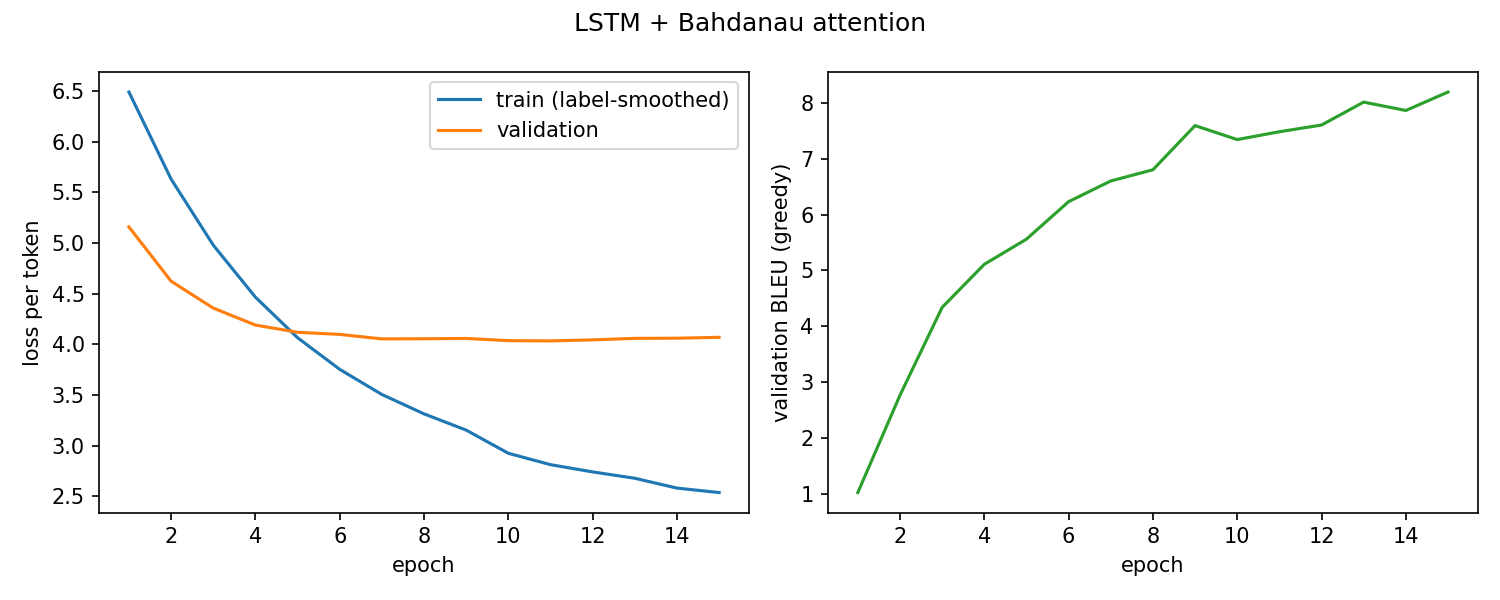 LSTM + Bahdanau attention
loss per token
6.5
6.0
5.5
5.0
4.5
4.0
3.5
3.0
2.5
train (label-smoothed)
validation
2 4 6 8 10 12 14
epoch
validation BLEU (greedy)
8
7
6
5
4
3
2
1
2 4 6 8 10 12 14
epoch